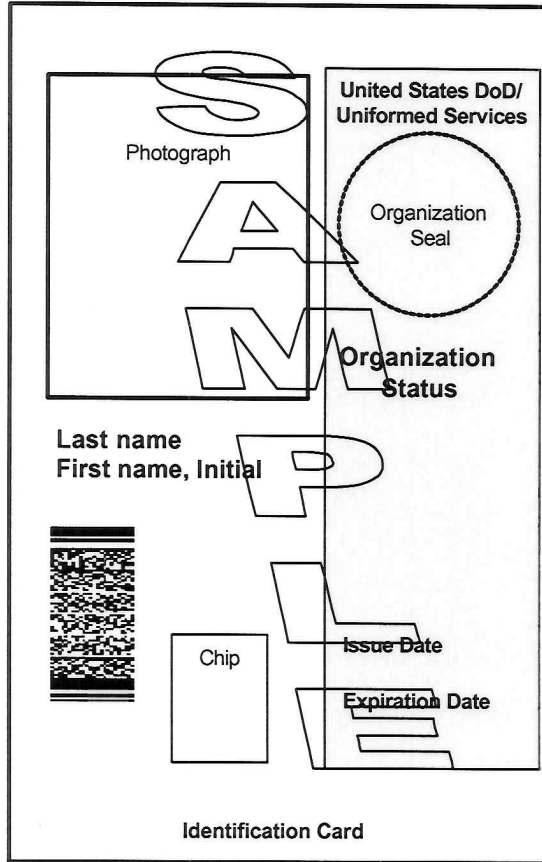 SAMPLE
United States DoD/
Uniformed Services
Photograph
Organization
Seal
Organization
Status
Last name
First name, Initial
Chip
Issue Date
Expiration Date
Identification Card